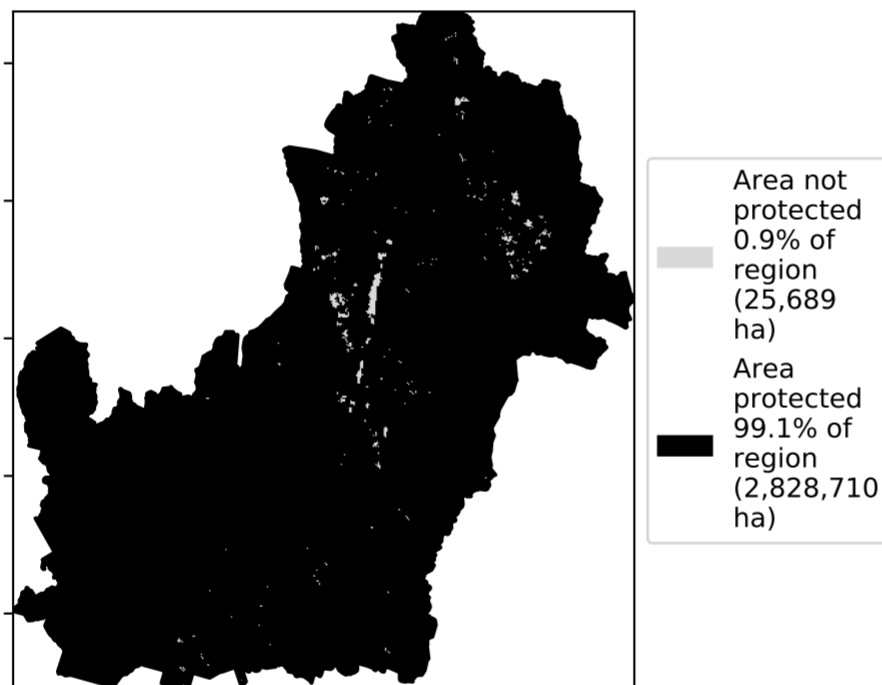 Area not
protected
0.9% of
region
(25,689
ha)
Area
protected
99.1% of
region
(2,828,710
ha)